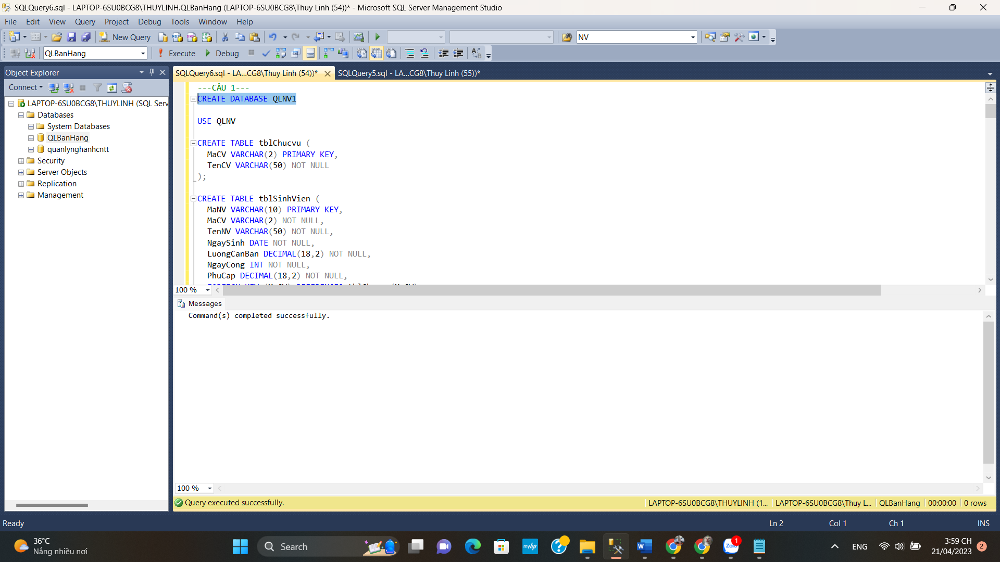 SQLQuery6.sql - LAPTOP-6SU0BCG8\THUYLINH.QLBanHang (LAPTOP-6SU0BCG8\Thuy Linh (54))* - Microsoft SQL Server Management Studio
File Edit View Query Project Debug Tools Window Help
New Query NV
QLBanHang Execute Debug
Object Explorer
SQLQuery6.sql - LA...CG8\Thuy Linh (54))* SQLQuery5.sql - LA...CG8\Thuy Linh (55))*
Connect
LAPTOP-6SU0BCG8\THUYLINH (SQL Serv
Databases
System Databases
QLBanHang
quanlynghanhcntt
Security
Server Objects
Replication
Management
---CÂU 1---
CREATE DATABASE QLNV1
USE QLNV
CREATE TABLE tblChucvu (
MaCV VARCHAR(2) PRIMARY KEY,
TenCV VARCHAR(50) NOT NULL
);
CREATE TABLE tblSinhVien (
MaNV VARCHAR(10) PRIMARY KEY,
MaCV VARCHAR(2) NOT NULL,
TenNV VARCHAR(50) NOT NULL,
NgaySinh DATE NOT NULL,
LuongCanBan DECIMAL(18,2) NOT NULL,
NgayCong INT NOT NULL,
PhuCap DECIMAL(18,2) NOT NULL,
100 %
Messages
Command(s) completed successfully.
100 %
Query executed successfully. LAPTOP-6SU0BCG8\THUYLINH (1... LAPTOP-6SU0BCG8\Thuy L... QLBanHang 00:00:00 0 rows
Ready Ln 2 Col 1 Ch 1 INS
36°C
Nắng nhiều nơi
Search
myhp
Zalo
1
ENG
3:59 CH
21/04/2023
2